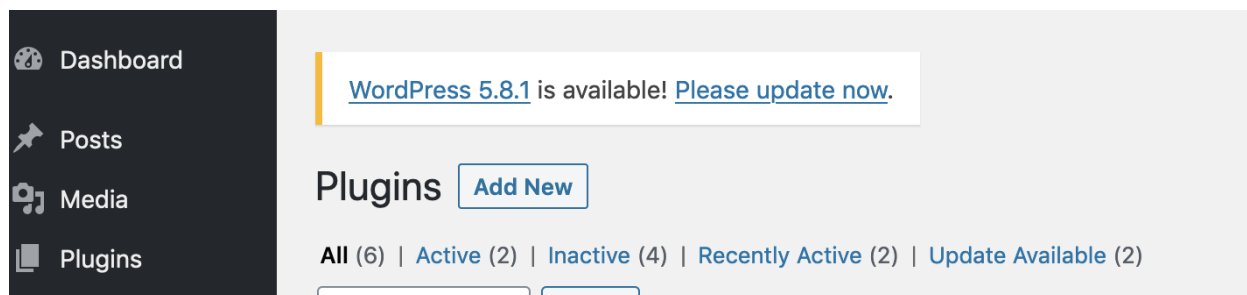 Dashboard
Posts
Media
Plugins
WordPress 5.8.1 is available! Please update now.
Plugins Add New
All (6) | Active (2) | Inactive (4) | Recently Active (2) | Update Available (2)